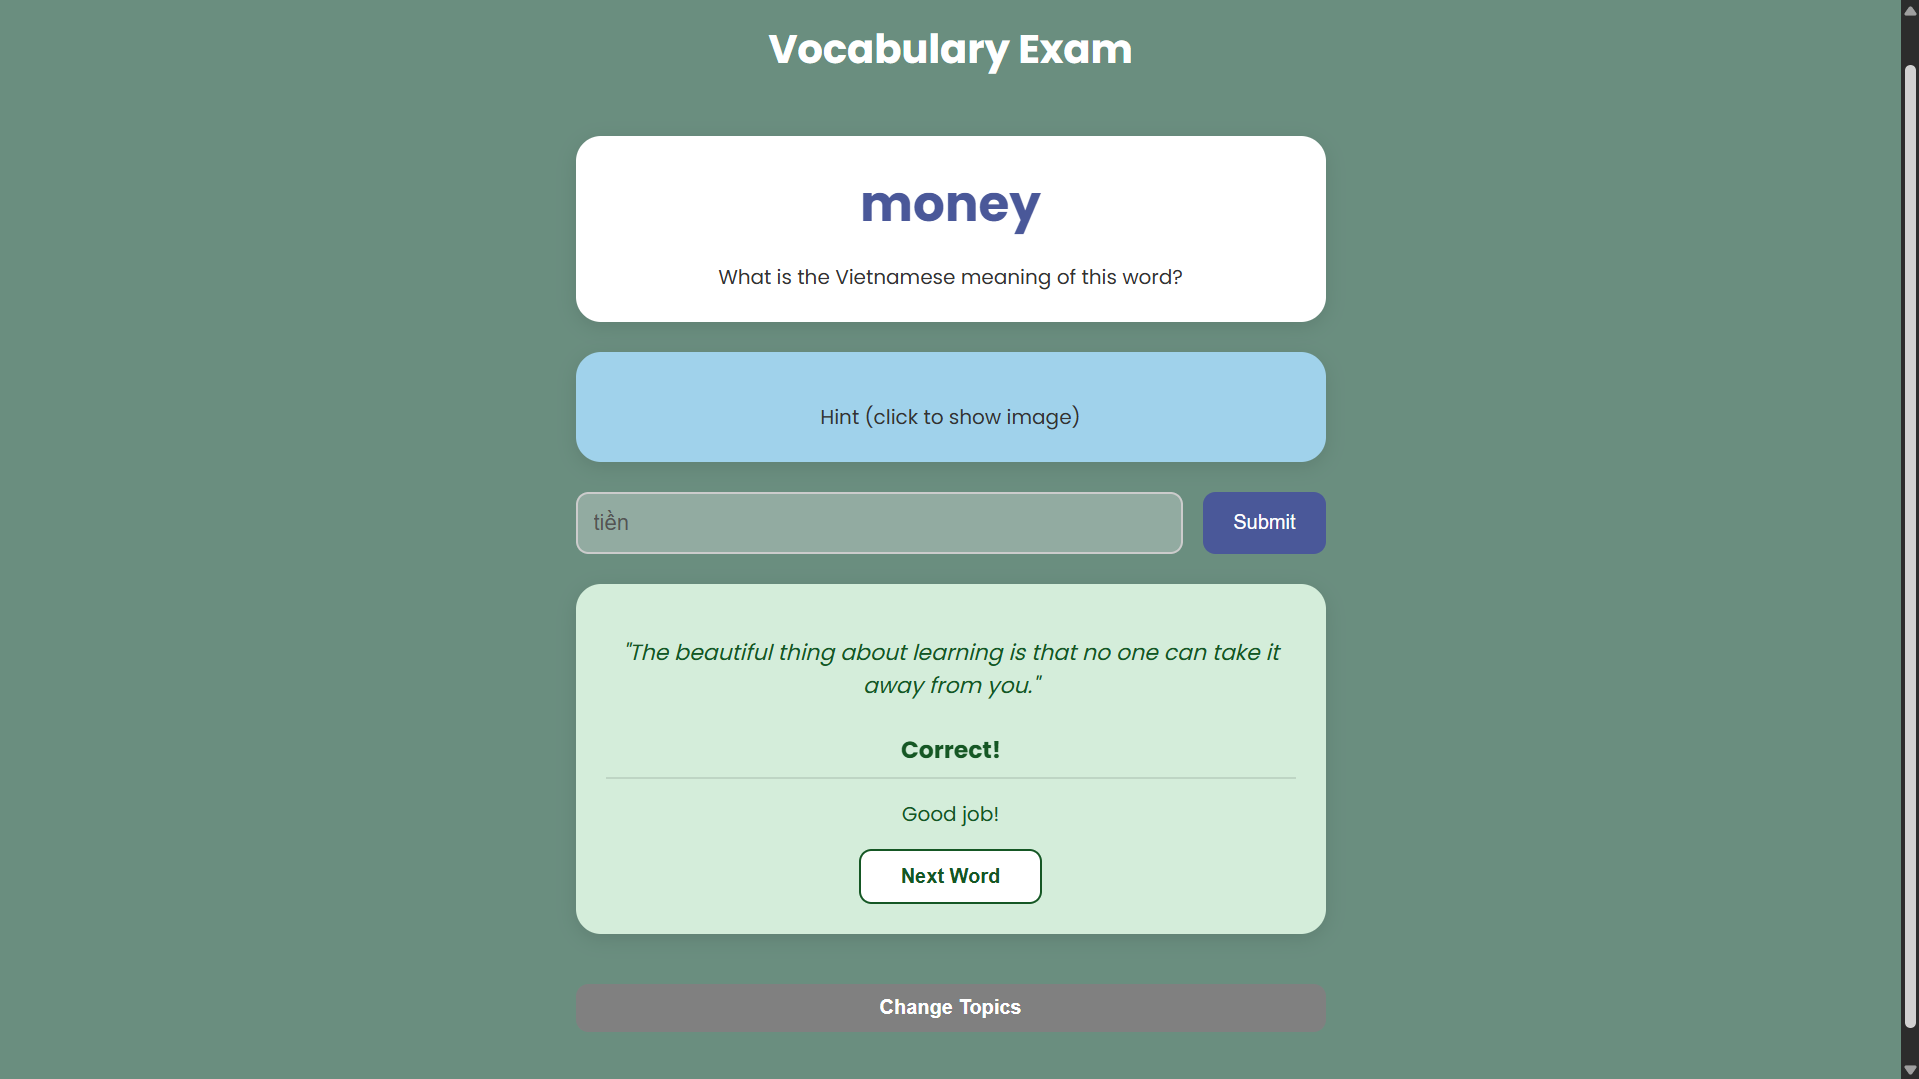 Vocabulary Exam
money
What is the Vietnamese meaning of this word?
Hint (click to show image)
tiền
Submit
"The beautiful thing about learning is that no one can take it
away from you."
Correct!
Good job!
Next Word
Change Topics